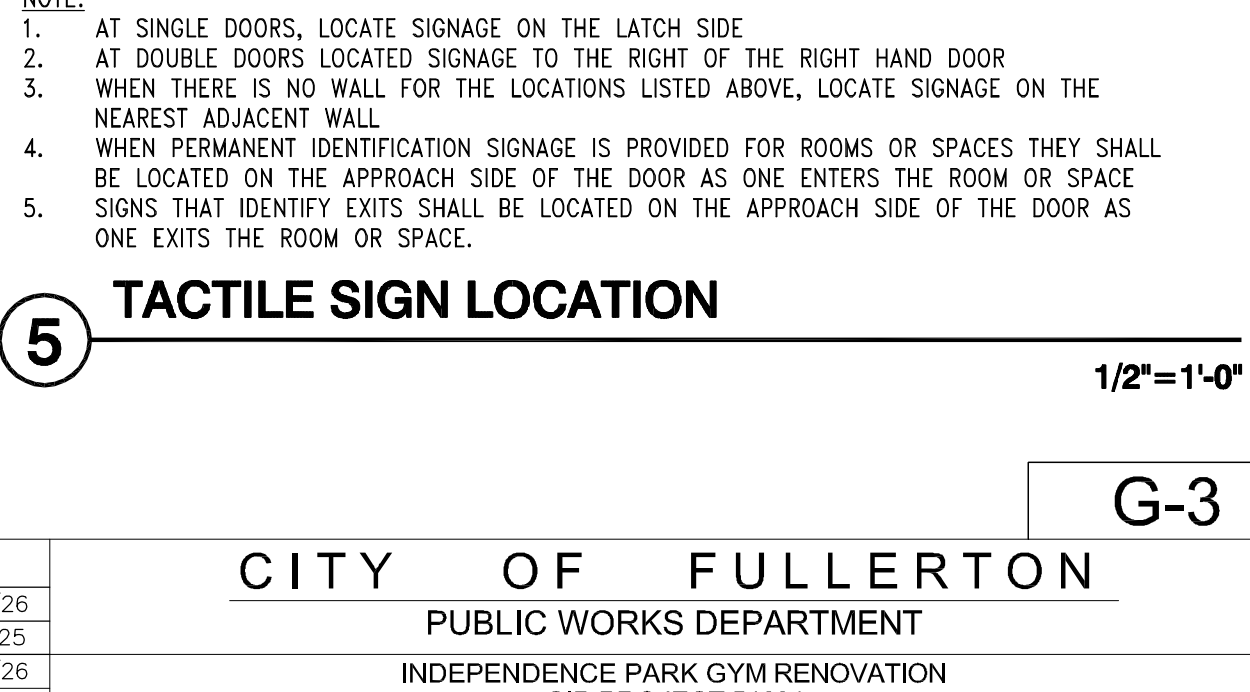 NOTE:
1. AT SINGLE DOORS, LOCATE SIGNAGE ON THE LATCH SIDE
2. AT DOUBLE DOORS LOCATED SIGNAGE TO THE RIGHT OF THE RIGHT HAND DOOR
3. WHEN THERE IS NO WALL FOR THE LOCATIONS LISTED ABOVE, LOCATE SIGNAGE ON THE
NEAREST ADJACENT WALL
4. WHEN PERMANENT IDENTIFICATION SIGNAGE IS PROVIDED FOR ROOMS OR SPACES THEY SHALL
BE LOCATED ON THE APPROACH SIDE OF THE DOOR AS ONE ENTERS THE ROOM OR SPACE
5. SIGNS THAT IDENTIFY EXITS SHALL BE LOCATED ON THE APPROACH SIDE OF THE DOOR AS
ONE EXITS THE ROOM OR SPACE.
5 TACTILE SIGN LOCATION
1/2"=1'-0"
G-3
CITY OF FULLERTON
26
PUBLIC WORKS DEPARTMENT
25
26
INDEPENDENCE PARK GYM RENOVATION